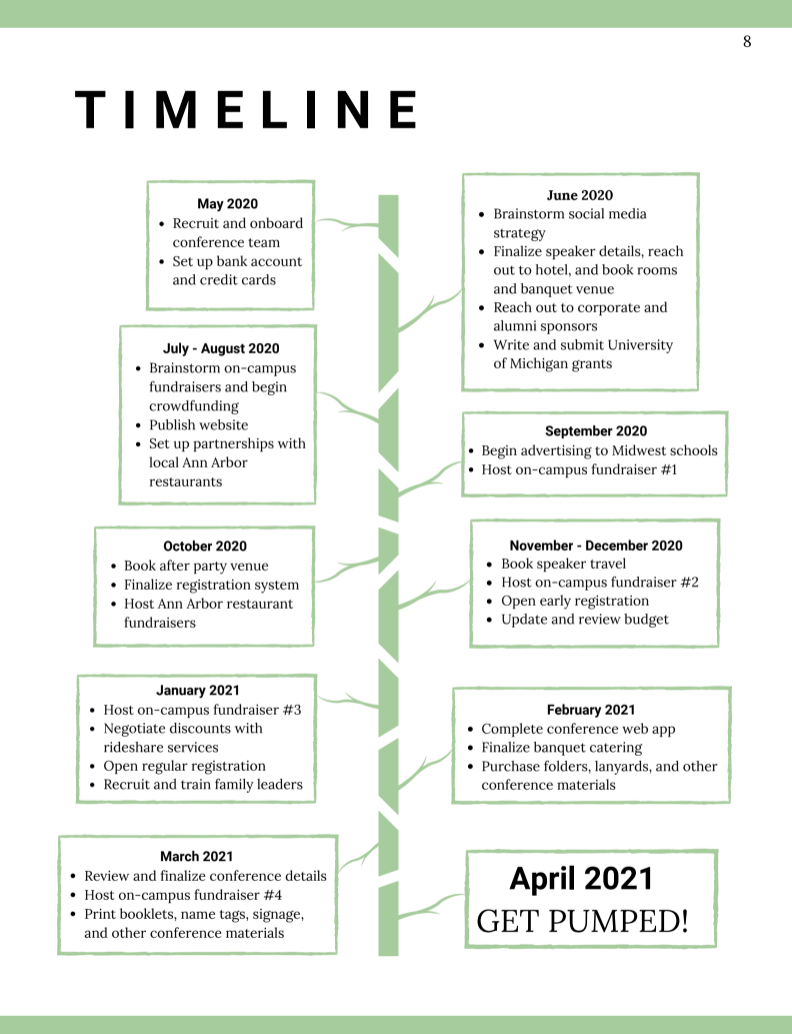 8
TIMELINE
May 2020
• Recruit and onboard
conference team
• Set up bank account
and credit cards
June 2020
• Brainstorm social media
strategy
• Finalize speaker details, reach
out to hotel, and book rooms
and banquet venue
• Reach out to corporate and
alumni sponsors
• Write and submit University
of Michigan grants
July - August 2020
• Brainstorm on-campus
fundraisers and begin
crowdfunding
• Publish website
• Set up partnerships with
local Ann Arbor
restaurants
September 2020
• Begin advertising to Midwest schools
• Host on-campus fundraiser #1
October 2020
• Book after party venue
• Finalize registration system
• Host Ann Arbor restaurant
fundraisers
November - December 2020
• Book speaker travel
• Host on-campus fundraiser #2
• Open early registration
• Update and review budget
January 2021
• Host on-campus fundraiser #3
• Negotiate discounts with
rideshare services
• Open regular registration
• Recruit and train family leaders
February 2021
• Complete conference web app
• Finalize banquet catering
• Purchase folders, lanyards, and other
conference materials
March 2021
• Review and finalize conference details
• Host on-campus fundraiser #4
• Print booklets, name tags, signage,
and other conference materials
April 2021
GET PUMPED!